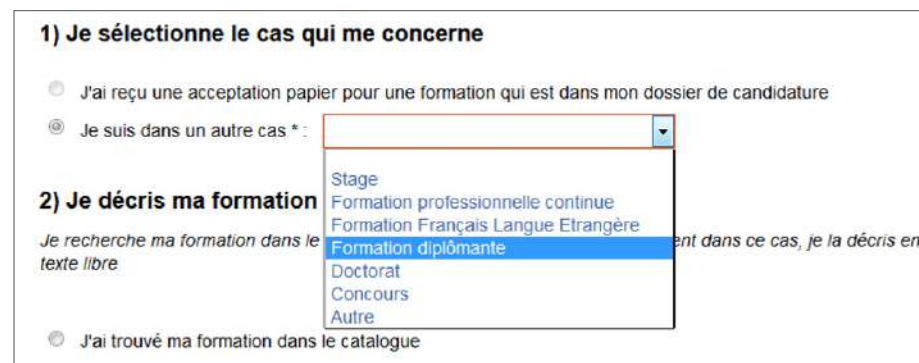 1) Je sélectionne le cas qui me concerne
J'ai reçu une acceptation papier pour une formation qui est dans mon dossier de candidature
Je suis dans un autre cas * :
Stage
Formation professionnelle continue
Formation Français Langue Etrangère
Formation diplômante
Doctorat
Concours
Autre
2) Je décris ma formation
Je recherche ma formation dans le ent dans ce cas, je la décris en
texte libre
J'ai trouvé ma formation dans le catalogue